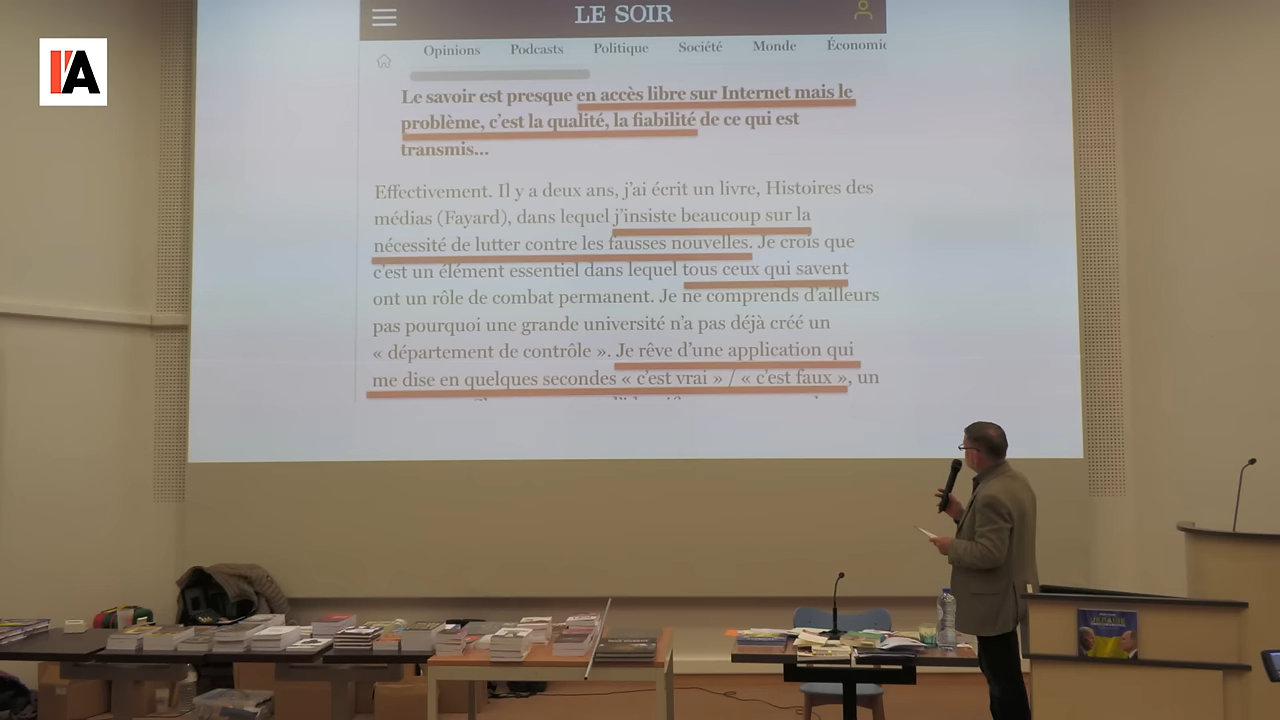 I'A
LE SOIR
Opinions Podcasts Politique Société Monde Économie
Le savoir est presque en accès libre sur Internet mais le
problème, c'est la qualité, la fiabilité de ce qui est
transmis...
Effectivement. Il y a deux ans, j'ai écrit un livre, Histoires des
médias (Fayard), dans lequel j'insiste beaucoup sur la
nécessité de lutter contre les fausses nouvelles. Je crois que
c'est un élément essentiel dans lequel tous ceux qui savent
ont un rôle de combat permanent. Je ne comprends d'ailleurs
pas pourquoi une grande université n'a pas déjà créé un
« département de contrôle ». Je rêve d'une application qui
me dise en quelques secondes « c'est vrai » / « c'est faux », un